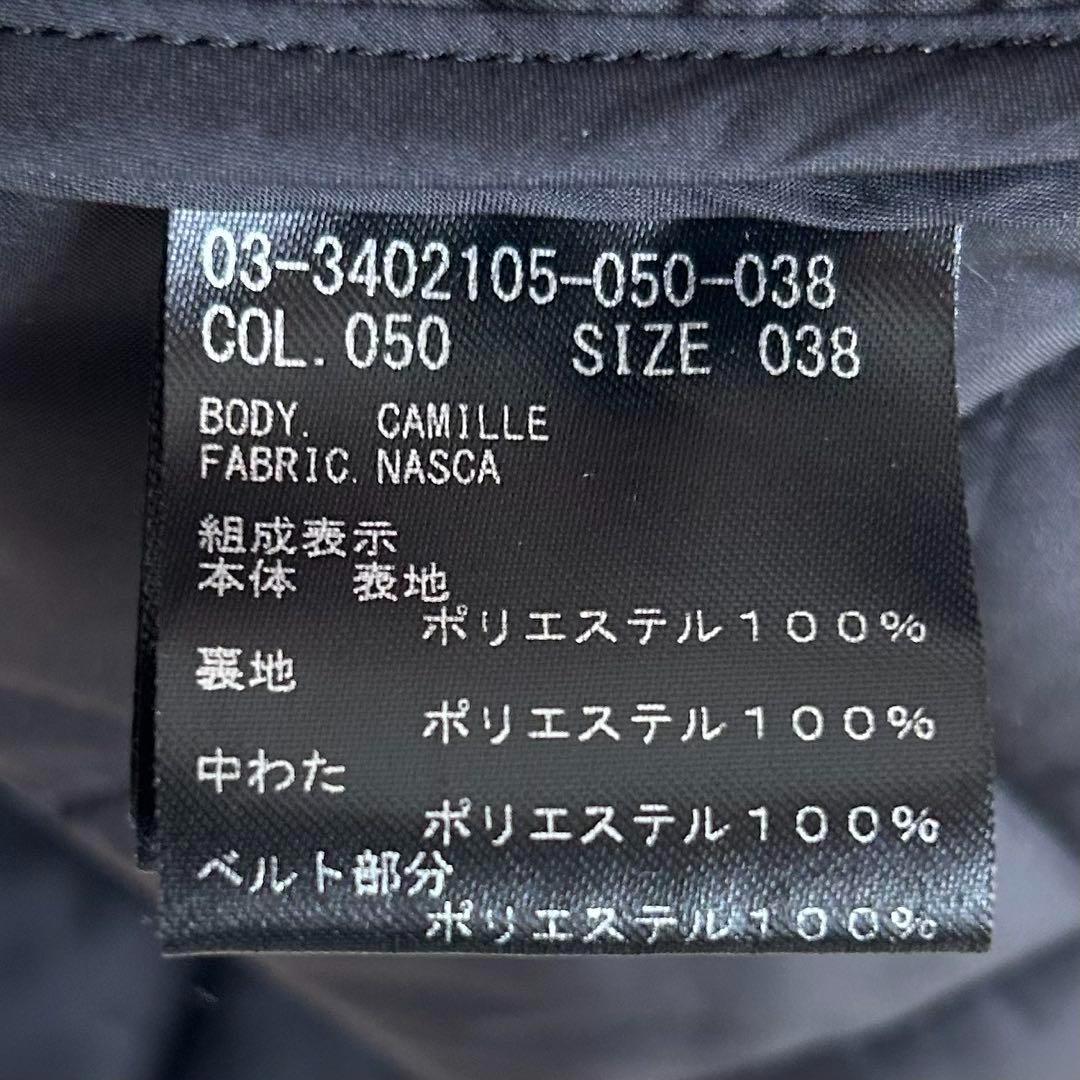 03-3402105-050-038
COL. 050 SIZE 038
BODY. CAMILLE
FABRIC. NASCA
組成表示
本体 表地
ポリエステル１００％
裏地
ポリエステル１００％
中わた
ポリエステル１００％
ベルト部分
ポリエステル１００％